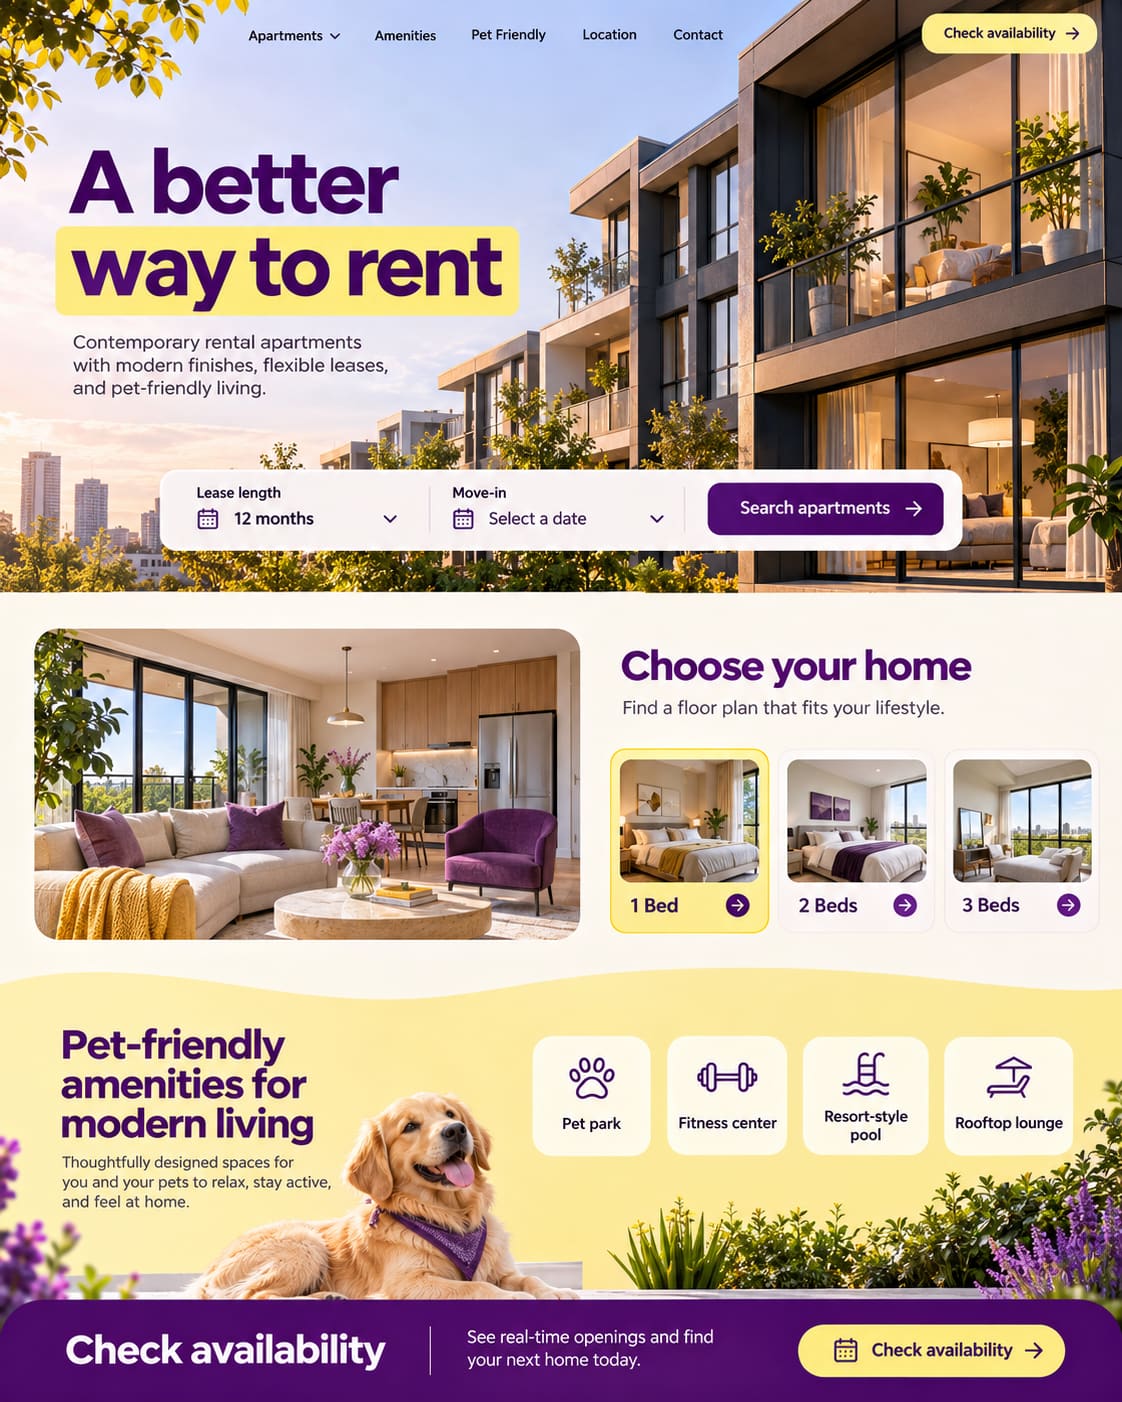 Apartments
Amenities
Pet Friendly
Location
Contact
Check availability
A better
way to rent
Contemporary rental apartments
with modern finishes, flexible leases,
and pet-friendly living.
Lease length
12 months
Move-in
Select a date
Search apartments
Choose your home
Find a floor plan that fits your lifestyle.
1 Bed
2 Beds
3 Beds
Pet-friendly
amenities for
modern living
Thoughtfully designed spaces for
you and your pets to relax, stay active,
and feel at home.
Pet park
Fitness center
Resort-style
pool
Rooftop lounge
Check availability
See real-time openings and find
your next home today.
Check availability